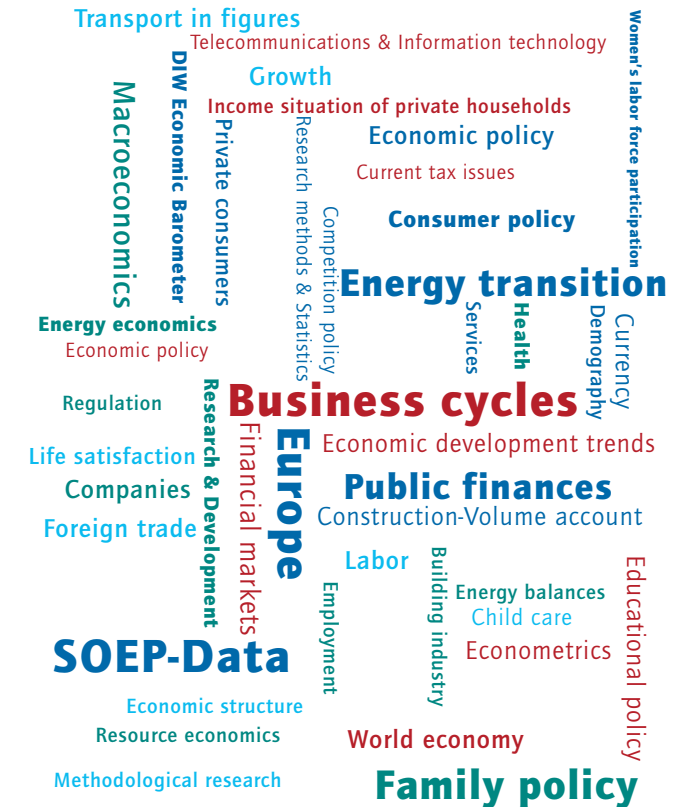 Transport in figures
Telecommunications & Information technology
Women's labor force participation
DIW Economic Barometer
Growth
Macroeconomics
Income situation of private households
Private consumers
Research methods & Statistics
Economic policy
Current tax issues
Competition policy
Consumer policy
Energy transition
Services
Health
Demography
Currency
Energy economics
Economic policy
Regulation
Research & Development
Business cycles
Financial markets
Europe
Economic development trends
Life satisfaction
Companies
Public finances
Construction-Volume account
Foreign trade
Labor
Building industry
Educational policy
Employment
Energy balances
Child care
SOEP-Data
Econometrics
Economic structure
Resource economics
World economy
Methodological research
Family policy